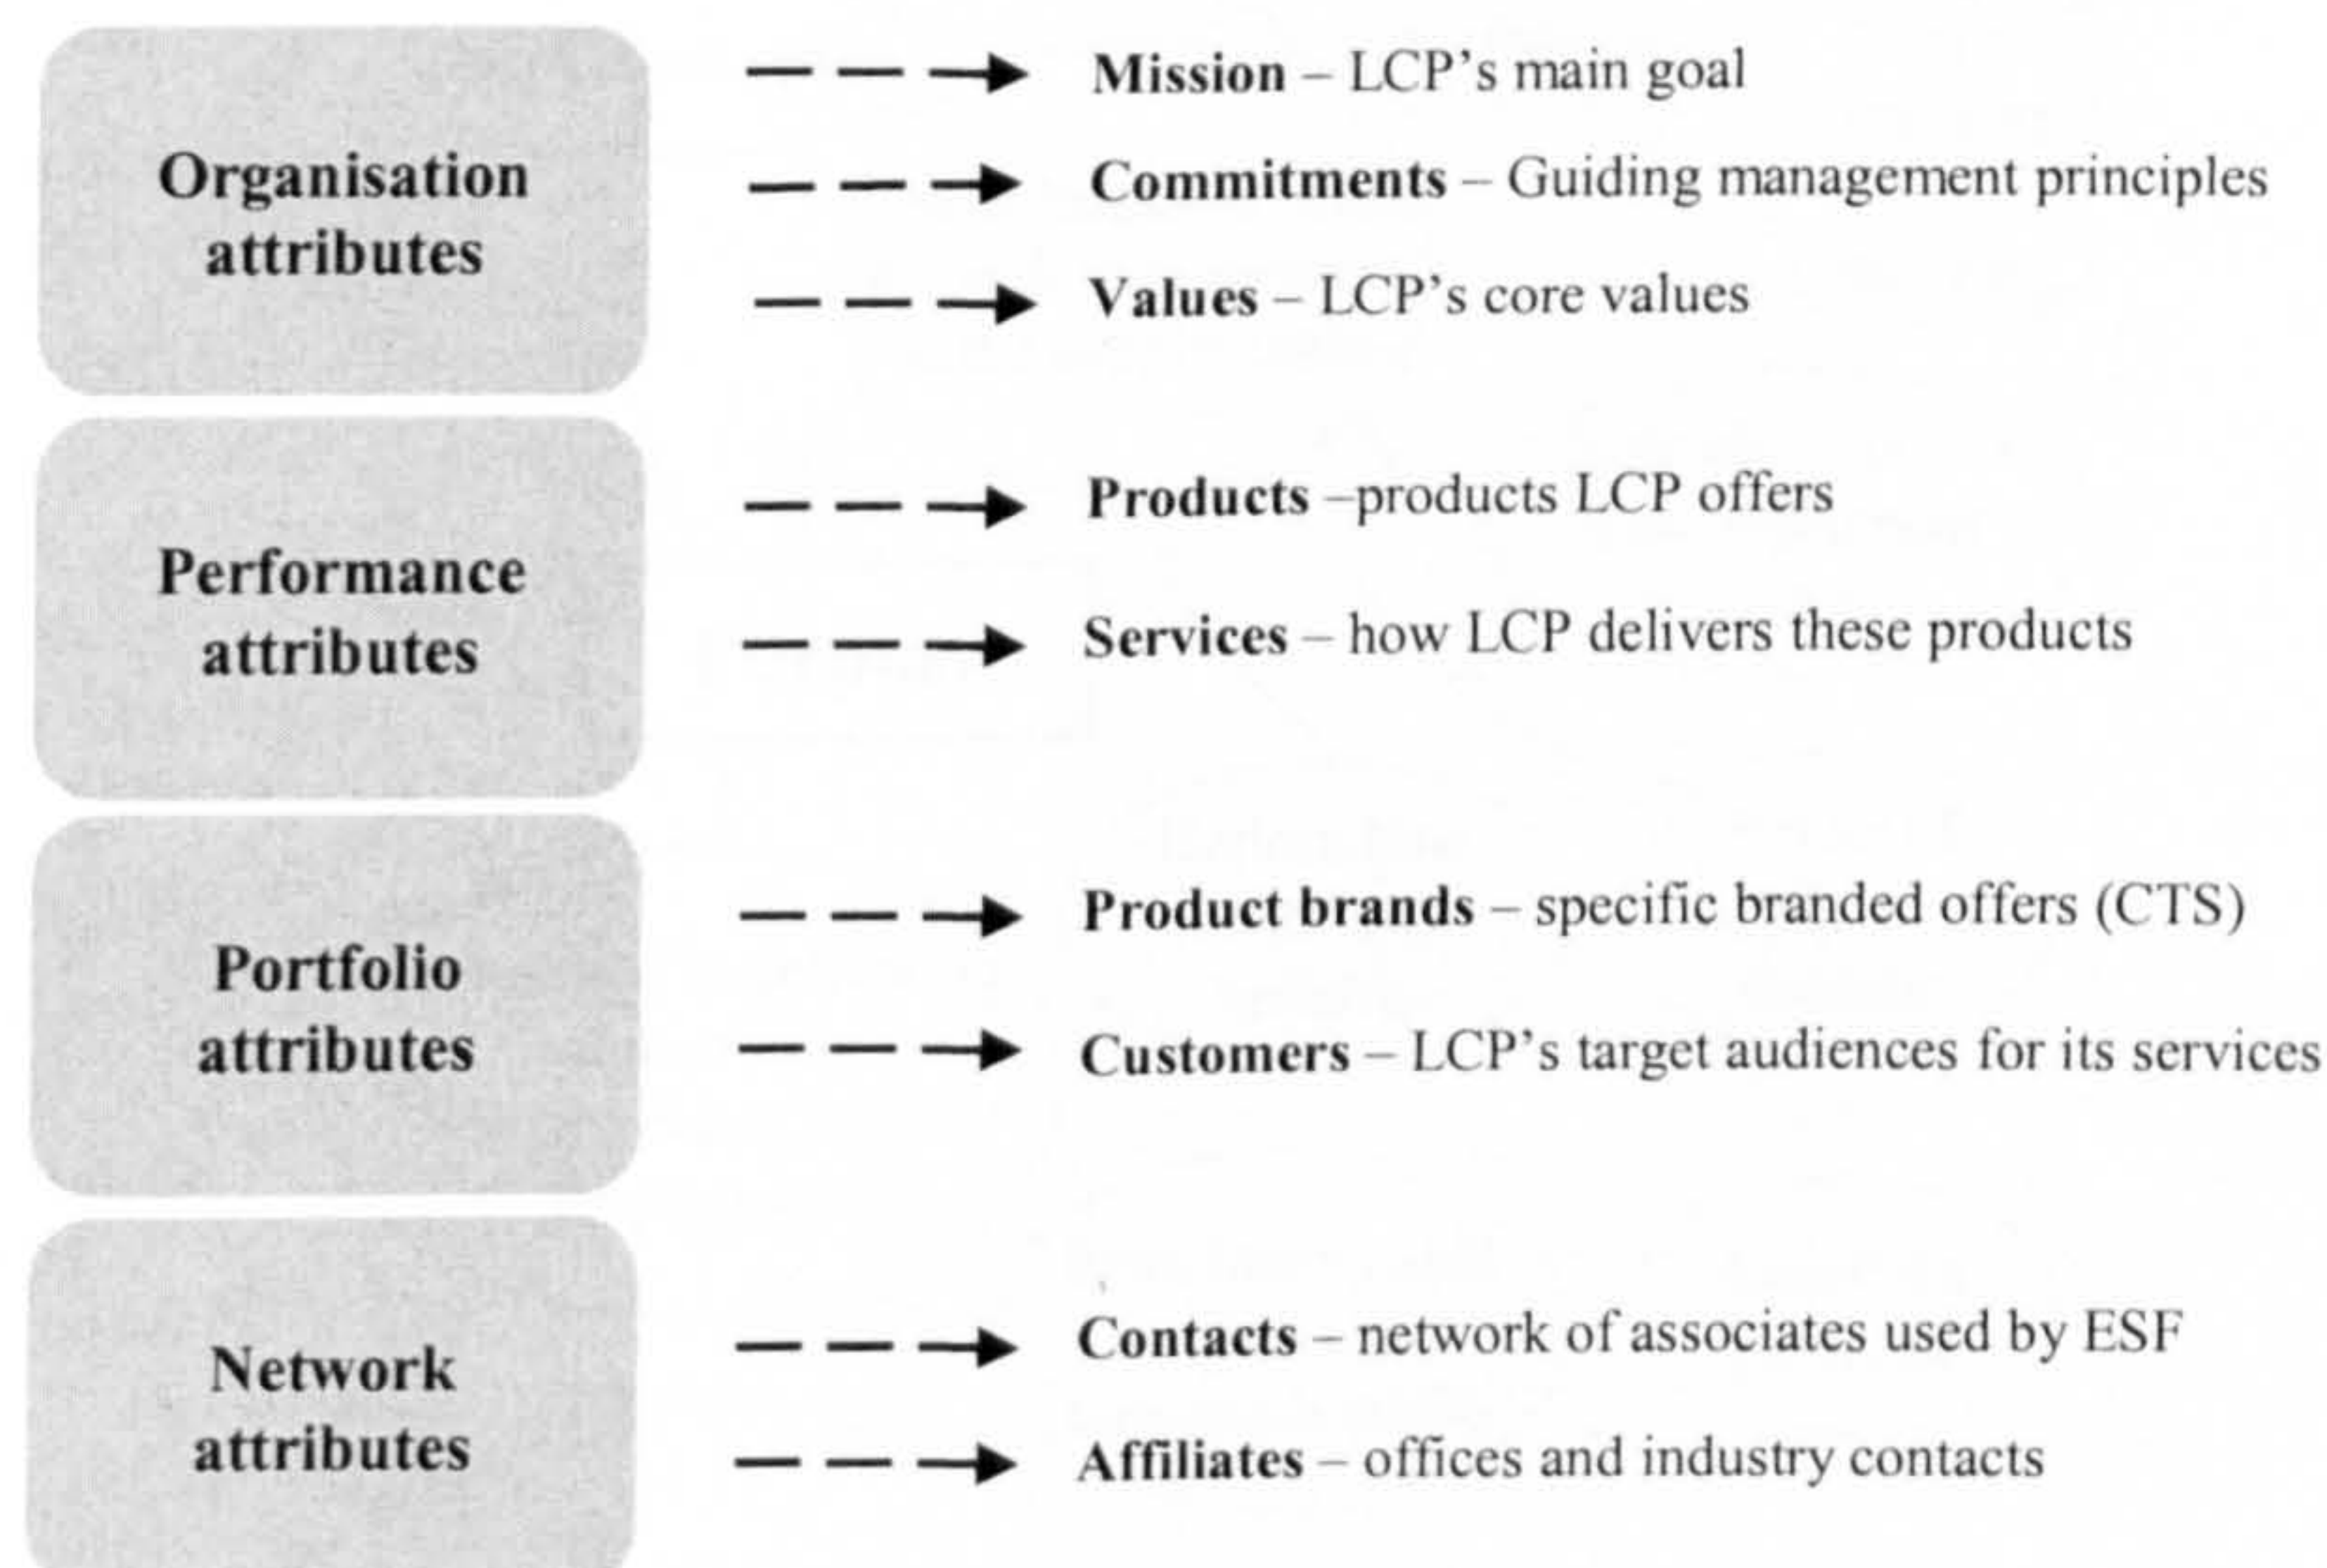 Organisation
attributes
Mission – LCP's main goal
Commitments – Guiding management principles
Values – LCP's core values
Performance
attributes
Products –products LCP offers
Services – how LCP delivers these products
Portfolio
attributes
Product brands – specific branded offers (CTS)
Customers – LCP's target audiences for its services
Network
attributes
Contacts – network of associates used by ESF
Affiliates – offices and industry contacts